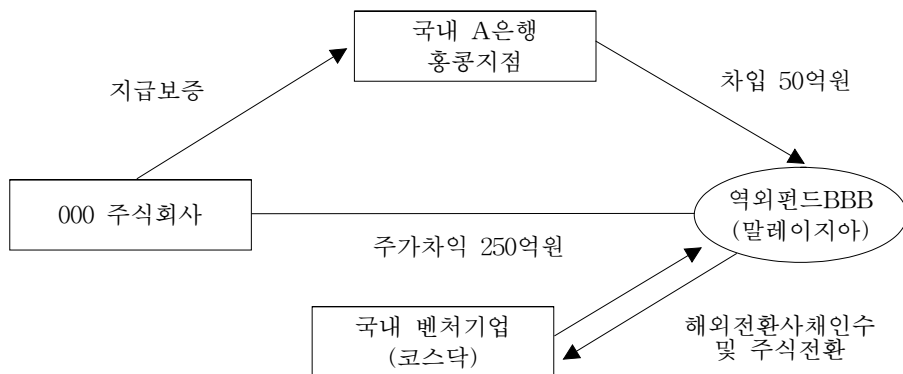 국내 A은행
홍콩지점
지급보증
차입 50억원
000 주식회사
역외펀드BBB
(말레이지아)
주가차익 250억원
국내 벤처기업
(코스닥)
해외전환사채인수
및 주식전환